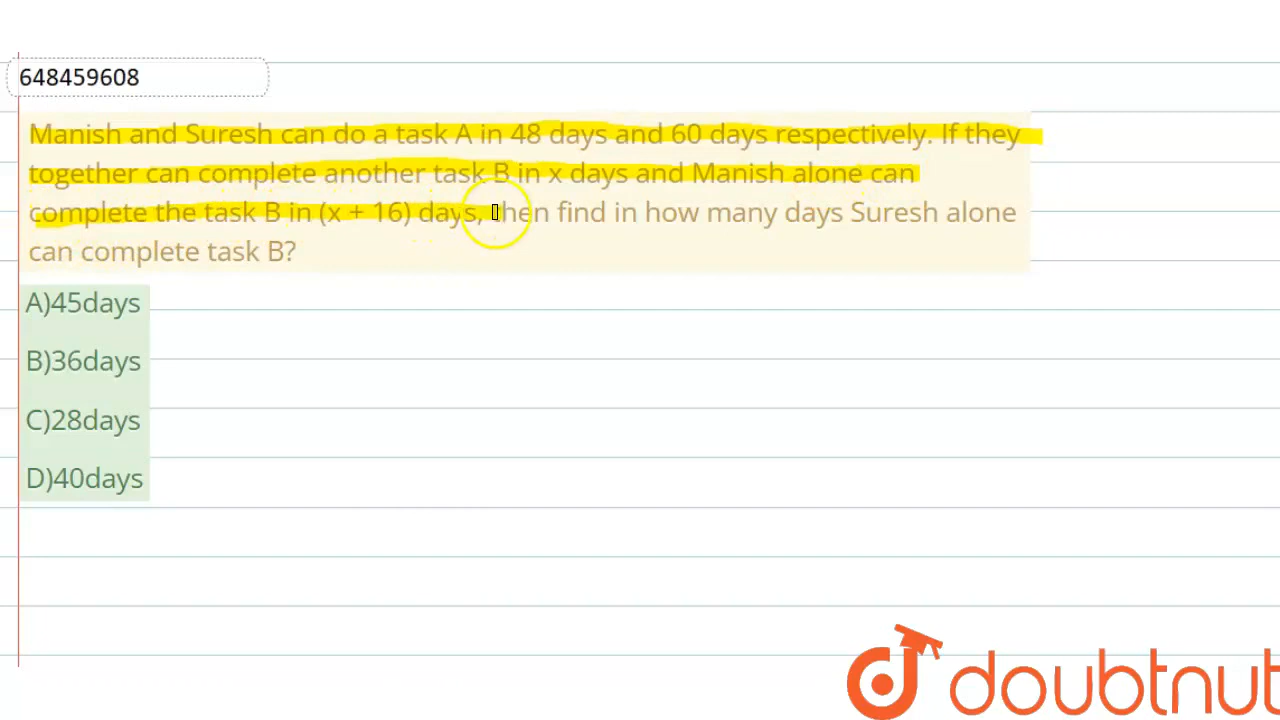 648459608
Manish and Suresh can do a task A in 48 days and 60 days respectively. If they
together can complete another task B in x days and Manish alone can
complete the task B in (x + 16) days, then find in how many days Suresh alone
can complete task B?
A)45days
B)36days
C)28days
D)40days
doubtnut